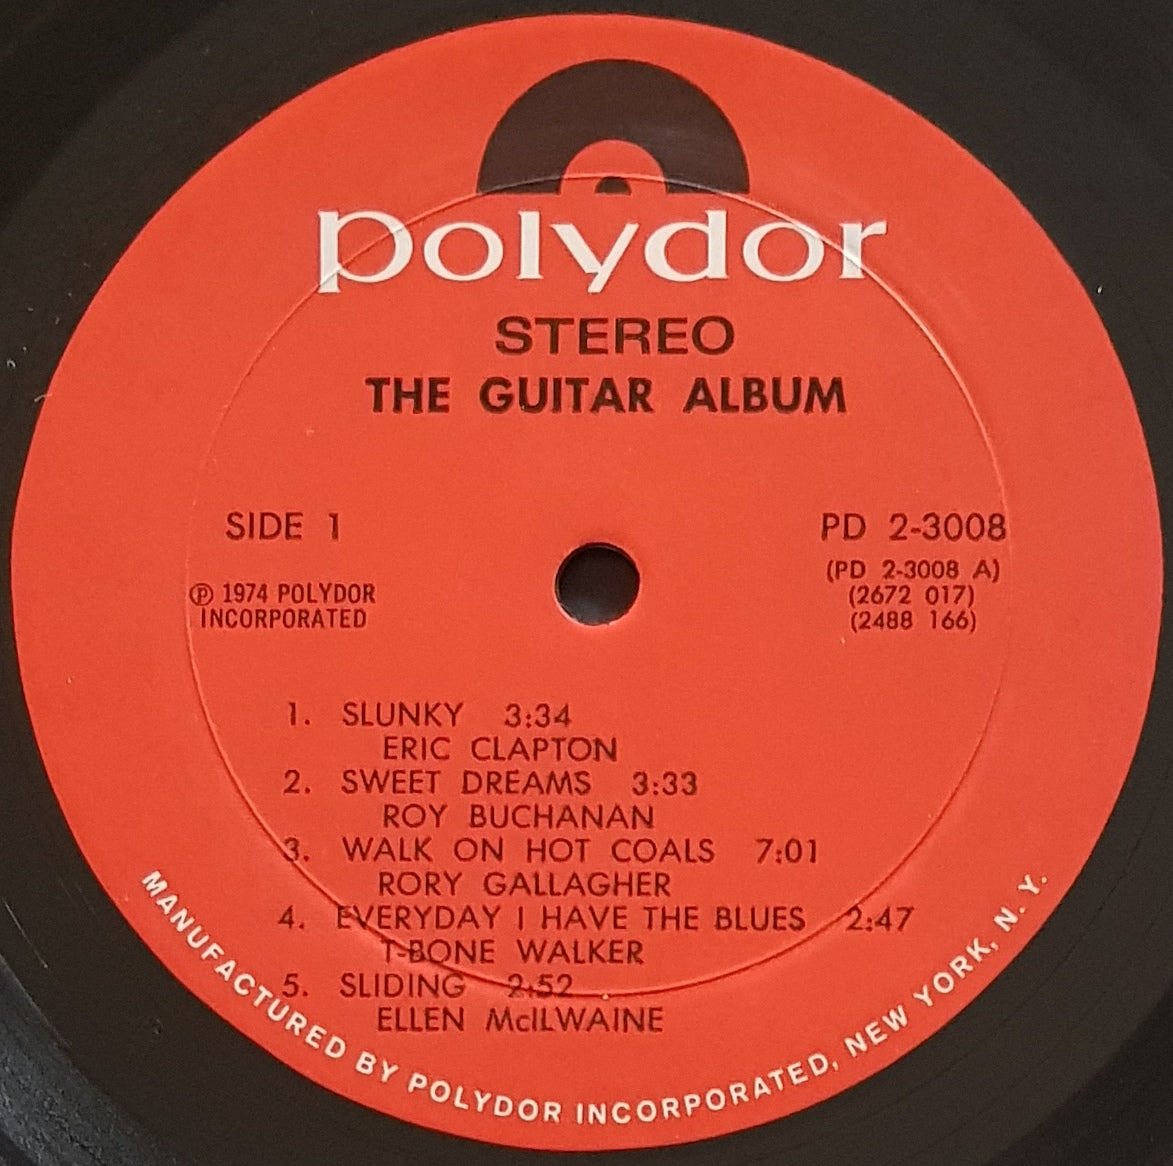 polydor
STEREO
THE GUITAR ALBUM
SIDE 1
PD 2-3008
(PD 2-3008 A)
(2672 017)
(2488 166)
℗ 1974 POLYDOR
INCORPORATED
1. SLUNKY 3:34
ERIC CLAPTON
2. SWEET DREAMS 3:33
ROY BUCHANAN
3. WALK ON HOT COALS 7:01
RORY GALLAGHER
4. EVERYDAY I HAVE THE BLUES 2:47
T-BONE WALKER
5. SLIDING 2:52
ELLEN McILWAINE
MANUFACTURED BY POLYDOR INCORPORATED, NEW YORK, N. Y.